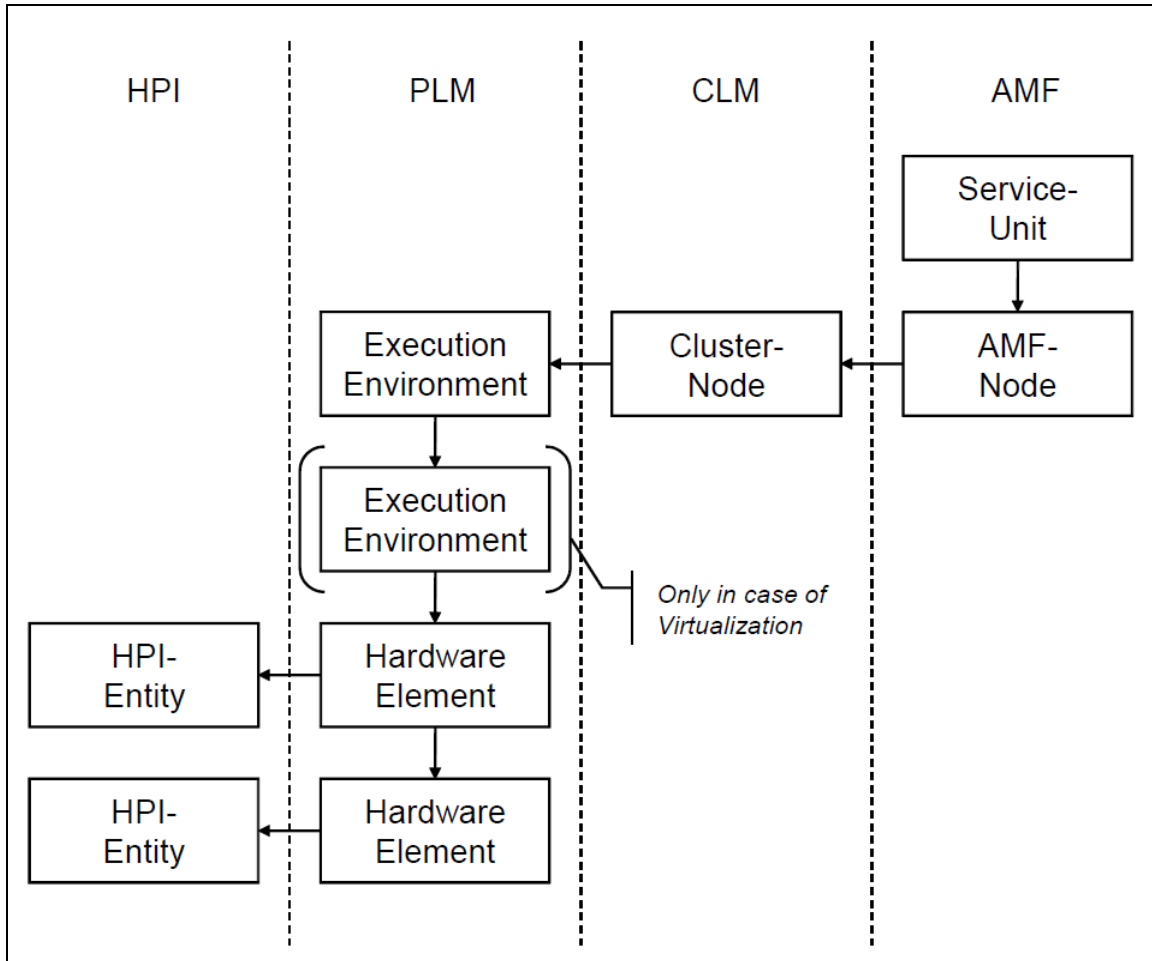 HPI
PLM
CLM
AMF
Service-
Unit
Execution
Environment
Cluster-
Node
AMF-
Node
Execution
Environment
Only in case of
Virtualization
HPI-
Entity
Hardware
Element
HPI-
Entity
Hardware
Element